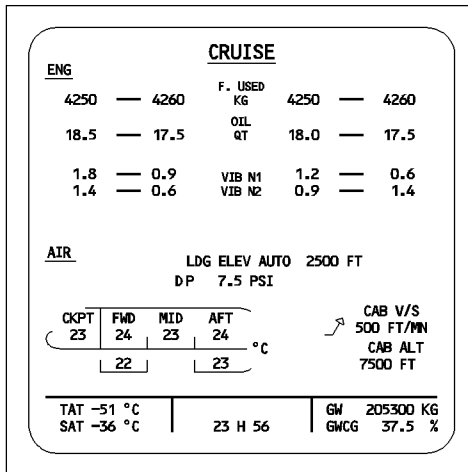 CRUISE
ENG
F. USED
4250 — 4260 KG 4250 — 4260
OIL
18.5 — 17.5 QT 18.0 — 17.5
1.8 — 0.9 VIB N1 1.2 — 0.6
1.4 — 0.6 VIB N2 0.9 — 1.4
AIR
LDG ELEV AUTO 2500 FT
DP 7.5 PSI
CKPT FWD MID AFT
23 24 23 24
°C
22 23
CAB V/S
500 FT/MN
CAB ALT
7500 FT
TAT -51 °C
SAT -36 °C
23 H 56
GW 205300 KG
GWCG 37.5 %